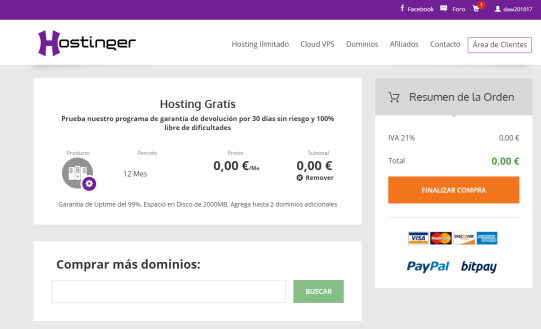 Facebook
Foro
1
daw201617
Hostinger
Hosting Ilimitado
Cloud VPS
Dominios
Afiliados
Contacto
Área de Clientes
Hosting Gratis
Prueba nuestro programa de garantía de devolución por 30 días sin riesgo y 100%
libre de dificultades
Producto
Periodo
Precio
Subtotal
12 Mes
0,00 €/Me
0,00 €
Remover
Garantía de Uptime del 99%, Espacio en Disco de 2000MB, Agrega hasta 2 dominios adicionales
Comprar más dominios:
BUSCAR
Resumen de la Orden
IVA 21%
0,00 €
Total
0,00 €
FINALIZAR COMPRA
VISA
MasterCard
DISCOVER
PayPal
bitpay